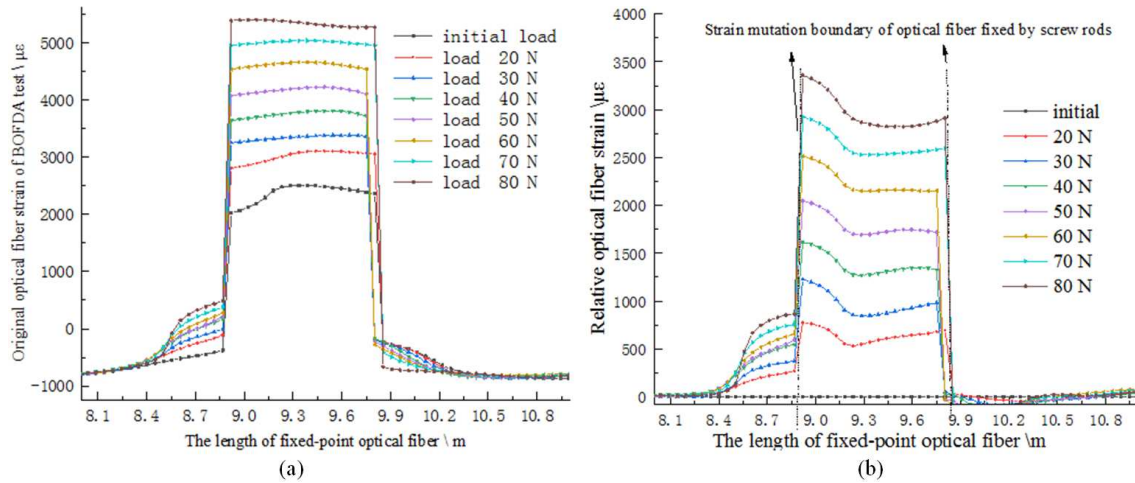 Original optical fiber strain of BOFDA test \ με
5000
4000
3000
2000
1000
0
−1000
initial load
load 20 N
load 30 N
load 40 N
load 50 N
load 60 N
load 70 N
load 80 N
8.1 8.4 8.7 9.0 9.3 9.6 9.9 10.2 10.5 10.8
The length of fixed-point optical fiber \ m
(a)
Relative optical fiber strain\με
4000
3500
3000
2500
2000
1500
1000
500
0
Strain mutation boundary of optical fiber fixed by screw rods
initial
20 N
30 N
40 N
50 N
60 N
70 N
80 N
8.1 8.4 8.7 9.0 9.3 9.6 9.9 10.2 10.5 10.8
The length of fixed-point optical fiber \m
(b)